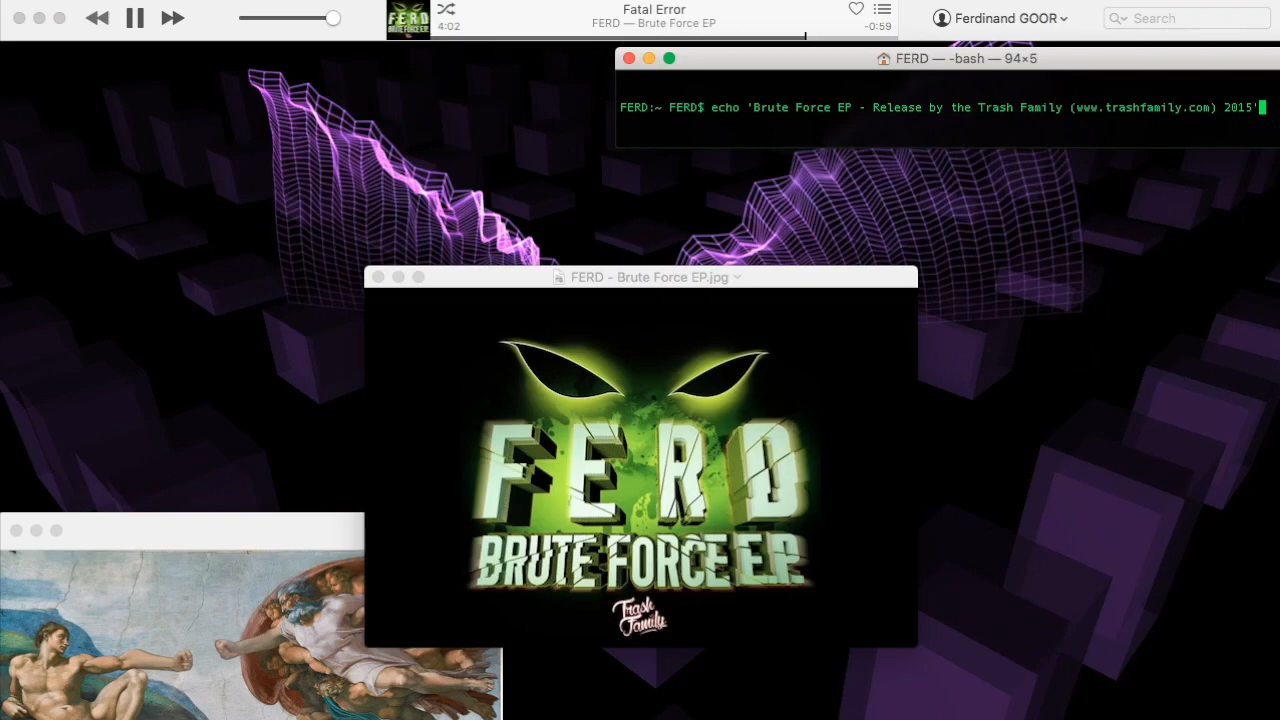 Fatal Error
FERD — Brute Force EP
4:02
-0:59
Ferdinand GOOR
Search
FERD — -bash — 94×5
FERD:~ FERD$ echo 'Brute Force EP - Release by the Trash Family (www.trashfamily.com) 2015'
FERD - Brute Force EP.jpg
FERD
BRUTE FORCE E.P.
Trash
Family